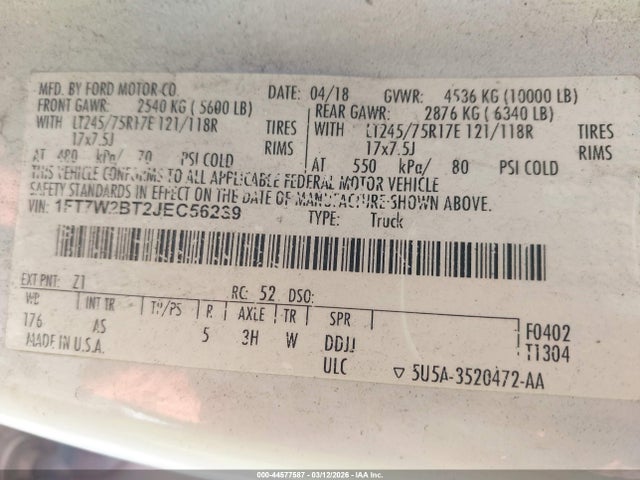 MFD. BY FORD MOTOR CO. DATE: 04/18 GVWR: 4536 KG (10000 LB)
FRONT GAWR: 2540 KG (5600 LB) REAR GAWR: 2876 KG (6340 LB)
WITH LT245/75R17E 121/118R TIRES WITH LT245/75R17E 121/118R TIRES
17x7.5J RIMS 17x7.5J RIMS
AT 480 kPa/ 70 PSI COLD AT 550 kPa/ 80 PSI COLD
THIS VEHICLE CONFORMS TO ALL APPLICABLE FEDERAL MOTOR VEHICLE
SAFETY STANDARDS IN EFFECT ON THE DATE OF MANUFACTURE SHOWN ABOVE.
VIN: 1FT7W2BT2JEC56239 TYPE: Truck
EXT PNT: Z1 RC: 52 DSO:
WB INT TR TP/PS R AXLE TR SPR
176 AS 5 3H W DDJJ F0402
MADE IN U.S.A. ULC T1304
▽ 5U5A-3520472-AA
000-44577587 - 03/12/2026 - IAA, Inc.